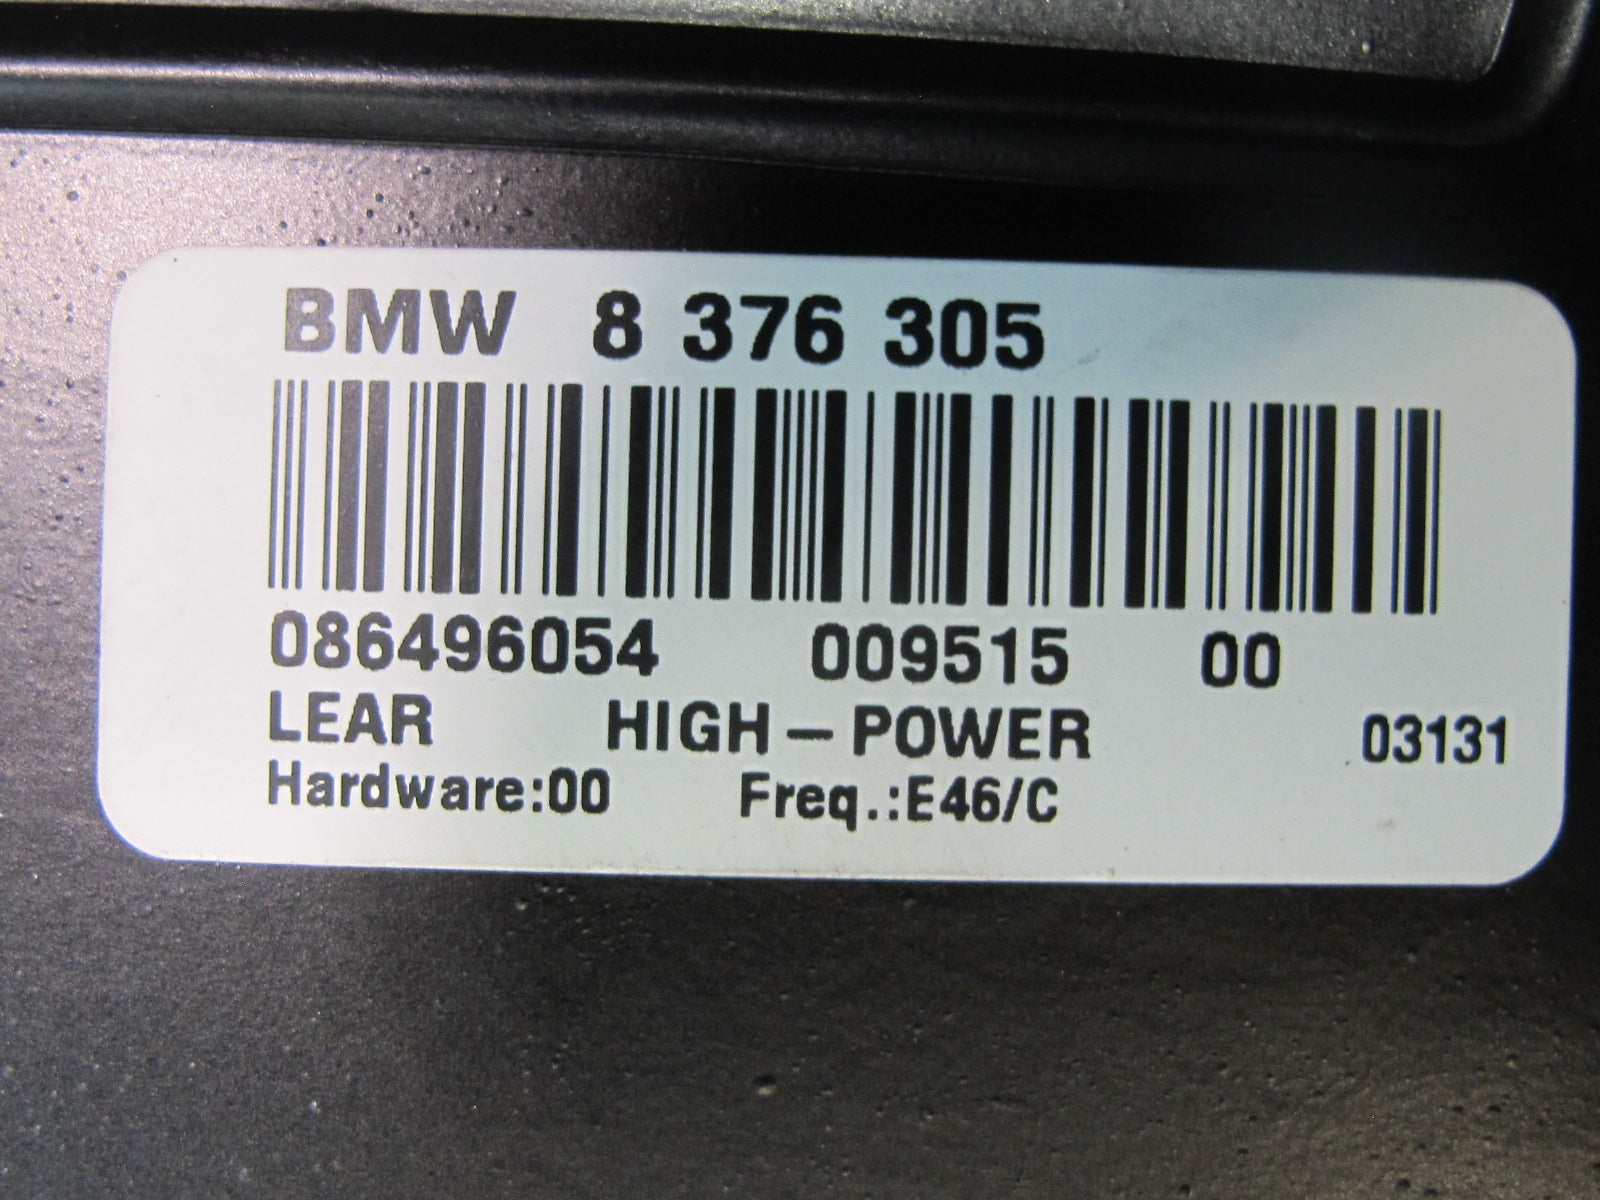 BMW 8 376 305
086496054 009515 00
LEAR HIGH-POWER 03131
Hardware:00 Freq.:E46/C